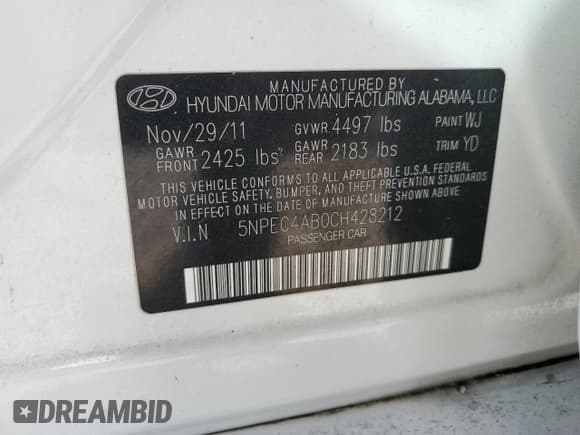 MANUFACTURED BY
HYUNDAI MOTOR MANUFACTURING ALABAMA, LLC
Nov/29/11 GVWR 4497 lbs PAINT WJ
GAWR FRONT 2425 lbs GAWR REAR 2183 lbs TRIM YD
THIS VEHICLE CONFORMS TO ALL APPLICABLE U.S.A. FEDERAL
MOTOR VEHICLE SAFETY, BUMPER, AND THEFT PREVENTION STANDARDS
IN EFFECT ON THE DATE OF MANUFACTURE SHOWN ABOVE.
V.I.N 5NPEC4AB0CH428212
PASSENGER CAR
DREAMBID